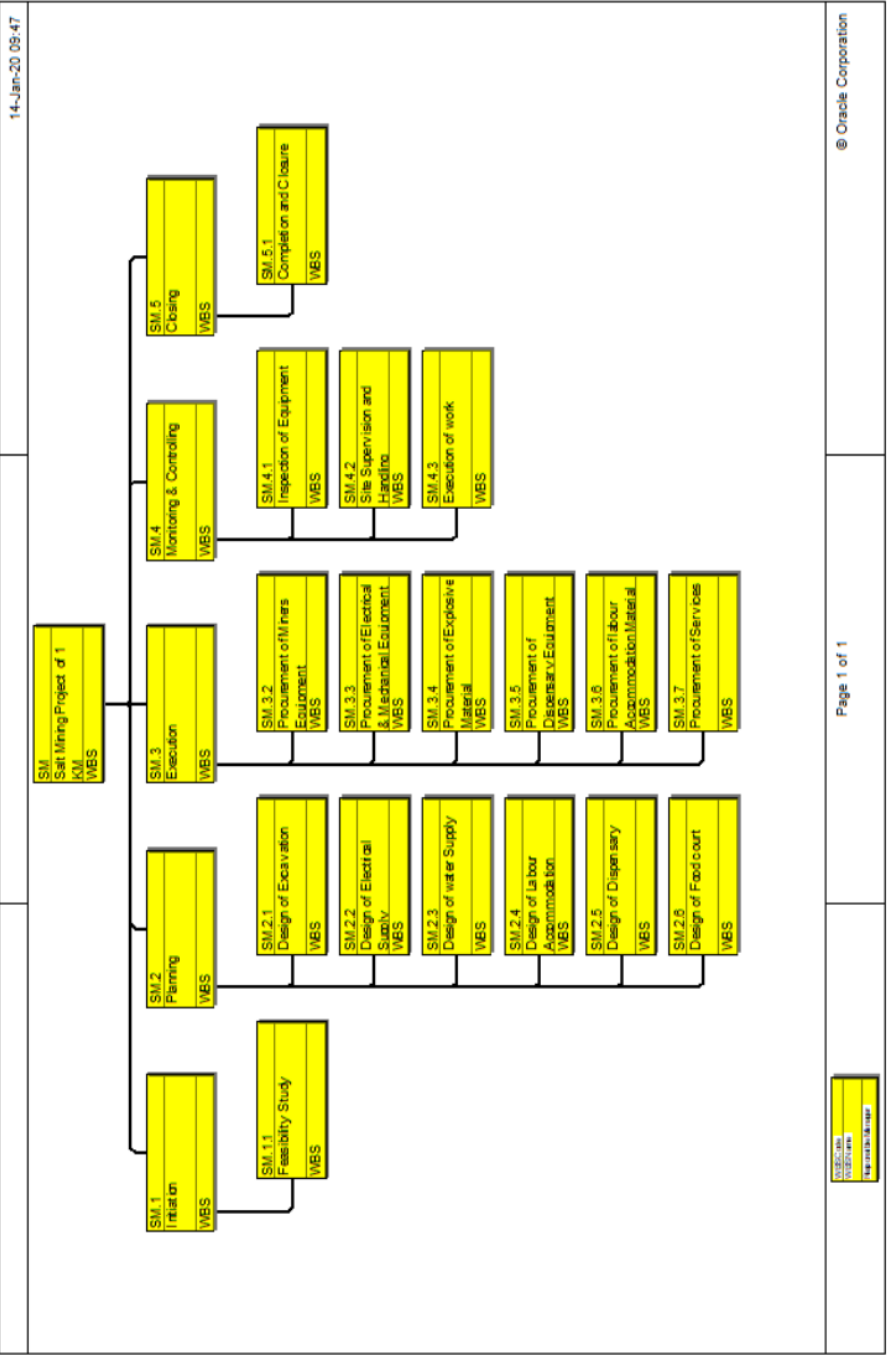 14-Jan-20 09:47
SM
Salt Mining Project of 1
KM
WBS
SM.1
Initiation
WBS
SM.1.1
Feasibility Study
WBS
SM.2
Planning
WBS
SM.2.1
Design of Excavation
WBS
SM.2.2
Design of Electrical
Supply
WBS
SM.2.3
Design of water Supply
WBS
SM.2.4
Design of Labour
Accommodation
WBS
SM.2.5
Design of Dispensary
WBS
SM.2.6
Design of Food court
WBS
SM.3
Execution
WBS
SM.3.2
Procurement of Miners
Equipment
WBS
SM.3.3
Procurement of Electrical
& Mechanical Equipment
WBS
SM.3.4
Procurement of Explosive
Material
WBS
SM.3.5
Procurement of
Dispensary Equipment
WBS
SM.3.6
Procurement of labour
Accommodation Material
WBS
SM.3.7
Procurement of Services
WBS
SM.4
Monitoring & Controlling
WBS
SM.4.1
Inspection of Equipment
WBS
SM.4.2
Site Supervision and
Handling
WBS
SM.4.3
Execution of work
WBS
SM.5
Closing
WBS
SM.5.1
Completion and Closure
WBS
WBS Code
WBS Name
Responsible Manager
Page 1 of 1
© Oracle Corporation